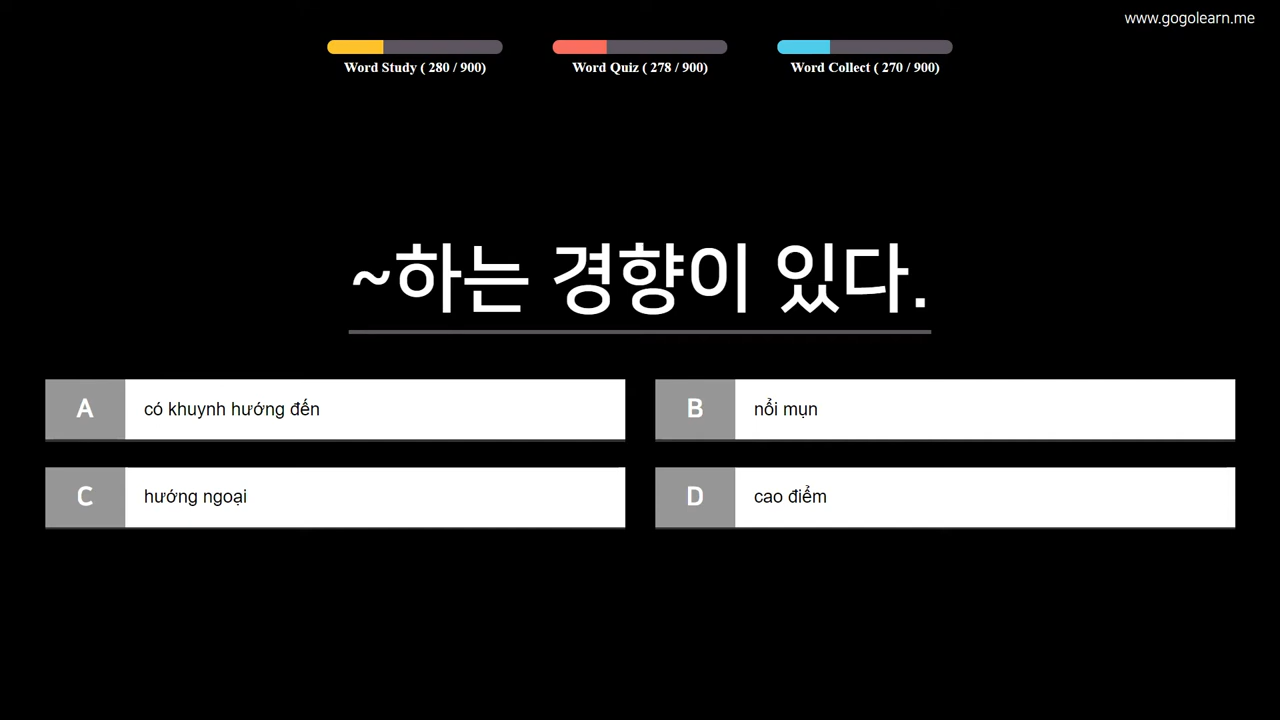 www.gogolearn.me
Word Study ( 280 / 900) Word Quiz ( 278 / 900) Word Collect ( 270 / 900)
~하는 경향이 있다.
A có khuynh hướng đến
B nổi mụn
C hướng ngoại
D cao điểm